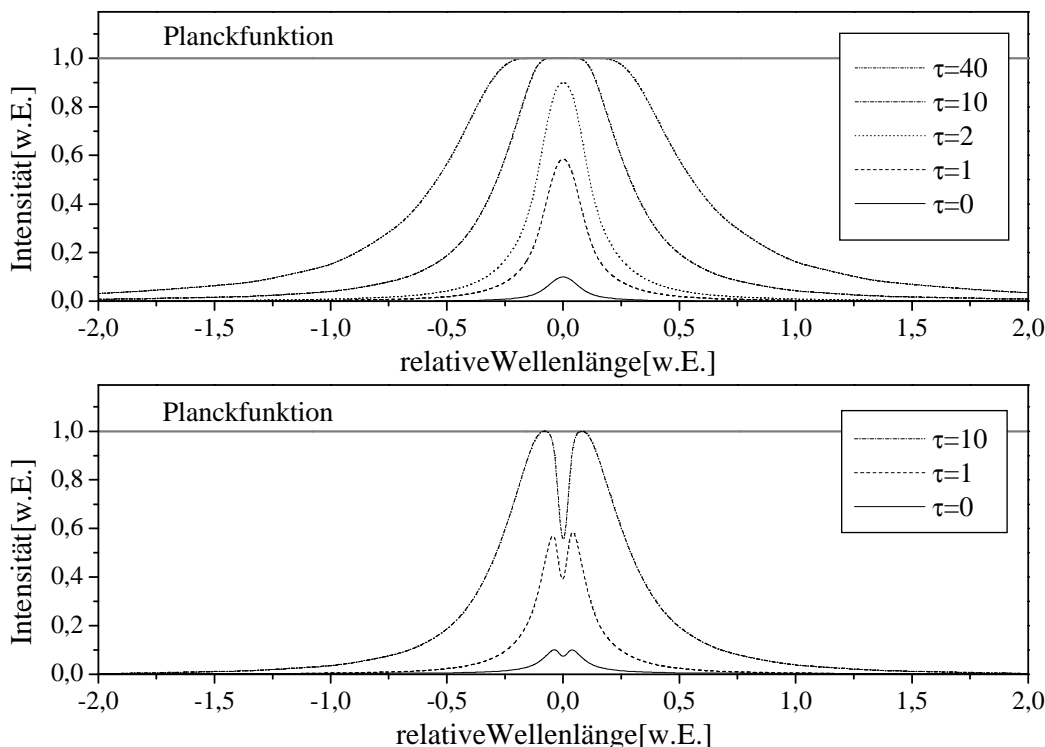 Planckfunktion
1,0
0,8
0,6
0,4
0,2
0,0
Intensität[w.E.]
-2,0 -1,5 -1,0 -0,5 0,0 0,5 1,0 1,5 2,0
relativeWellenlänge[w.E.]
τ=40
τ=10
τ=2
τ=1
τ=0
Planckfunktion
1,0
0,8
0,6
0,4
0,2
0,0
Intensität[w.E.]
-2,0 -1,5 -1,0 -0,5 0,0 0,5 1,0 1,5 2,0
relativeWellenlänge[w.E.]
τ=10
τ=1
τ=0